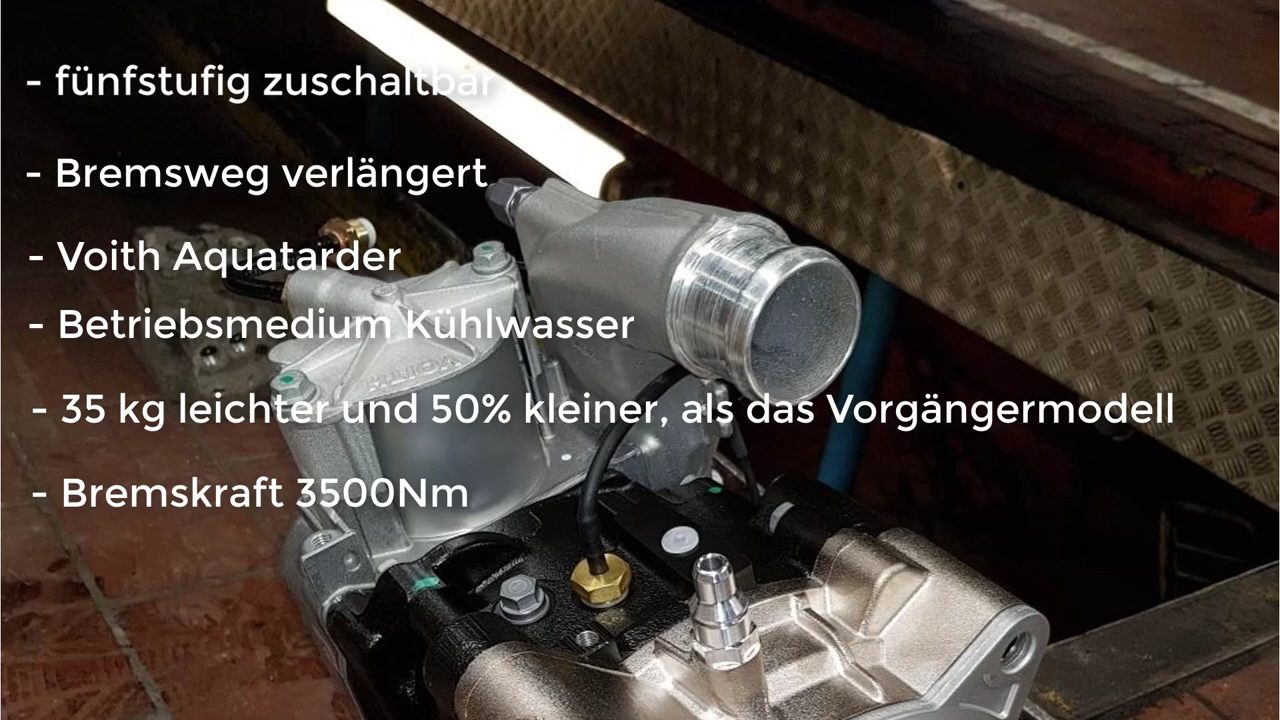 - fünfstufig zuschaltbar
- Bremsweg verlängert
- Voith Aquatarder
- Betriebsmedium Kühlwasser
- 35 kg leichter und 50% kleiner, als das Vorgängermodell
- Bremskraft 3500Nm